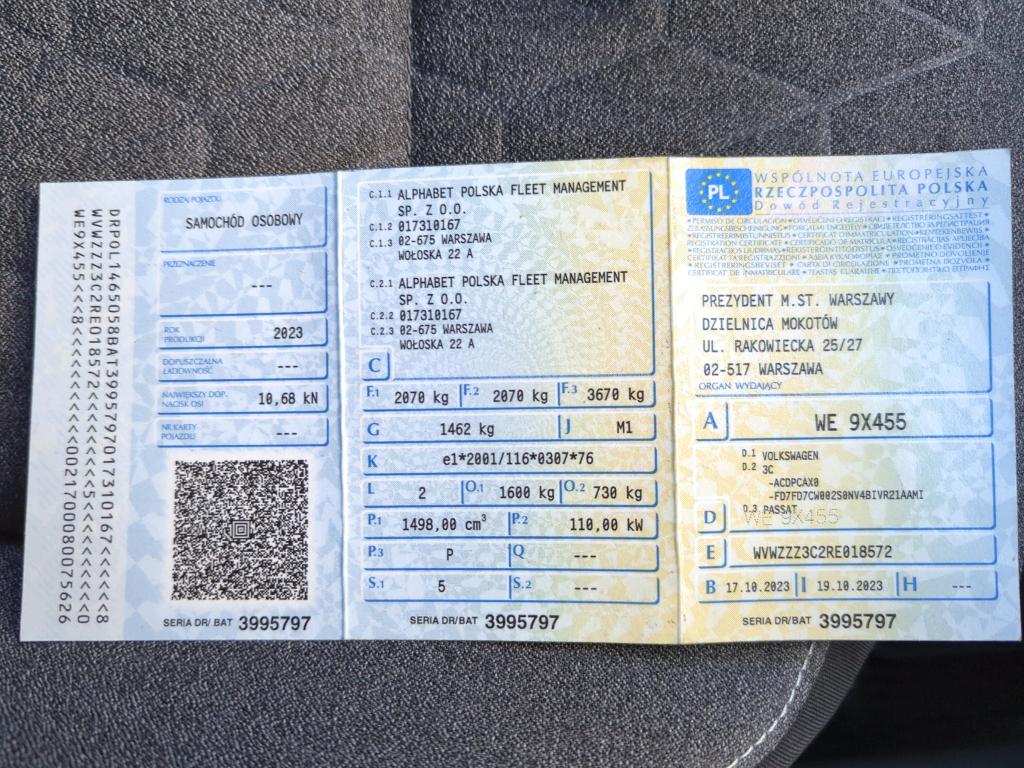 DRPOL1465058BAT39957970173101167<<<<<<8
WVWZZZ3C2RE018572<<<<<<<<<<<<<<5<<<<<<0
WE9X455<<<8<<<<<<<<<<<<<0021700080075626
RODZAJ POJAZDU
SAMOCHÓD OSOBOWY
PRZEZNACZENIE
---
ROK
PRODUKCJI 2023
DOPUSZCZALNA
ŁADOWNOŚĆ ---
NAJWIĘKSZY DOP.
NACISK OSI 10,68 kN
NR KARTY
POJAZDU ---
SERIA DR/BAT 3995797
C.1.1 ALPHABET POLSKA FLEET MANAGEMENT
SP. Z O.O.
C.1.2 017310167
C.1.3 02-675 WARSZAWA
WOŁOSKA 22 A
C.2.1 ALPHABET POLSKA FLEET MANAGEMENT
SP. Z O.O.
C.2.2 017310167
C.2.3 02-675 WARSZAWA
WOŁOSKA 22 A
C
F.1 2070 kg F.2 2070 kg F.3 3670 kg
G 1462 kg J M1
K e1*2001/116*0307*76
L 2 O.1 1600 kg O.2 730 kg
P.1 1498,00 cm³ P.2 110,00 kW
P.3 P Q ---
S.1 5 S.2 ---
SERIA DR/BAT 3995797
PL
WSPÓLNOTA EUROPEJSKA
RZECZPOSPOLITA POLSKA
Dowód Rejestracyjny
PREZYDENT M.ST. WARSZAWY
DZIELNICA MOKOTÓW
UL. RAKOWIECKA 25/27
02-517 WARSZAWA
ORGAN WYDAJĄCY
A WE 9X455
D.1 VOLKSWAGEN
D.2 3C
-ACDPCAX0
-FD7FD7CW002S0NV4BIVR21AAMI
D.3 PASSAT
D WE 9X455
E WVWZZZ3C2RE018572
B 17.10.2023 I 19.10.2023 H ---
SERIA DR/BAT 3995797